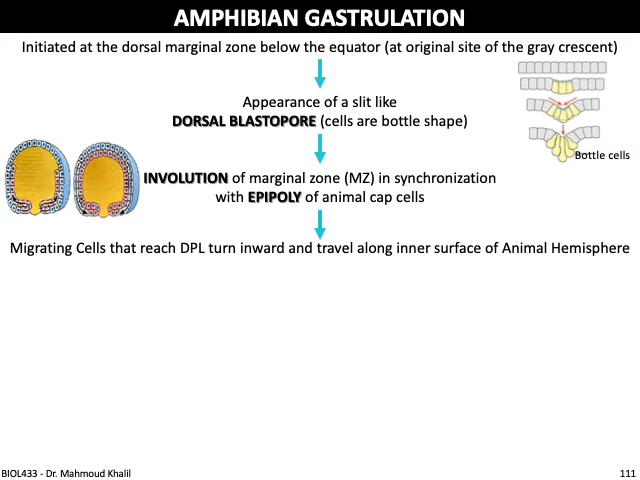 AMPHIBIAN GASTRULATION
Initiated at the dorsal marginal zone below the equator (at original site of the gray crescent)
Appearance of a slit like
DORSAL BLASTOPORE (cells are bottle shape)
Bottle cells
INVOLUTION of marginal zone (MZ) in synchronization
with EPIPOLY of animal cap cells
Migrating Cells that reach DPL turn inward and travel along inner surface of Animal Hemisphere
BIOL433 - Dr. Mahmoud Khalil
111